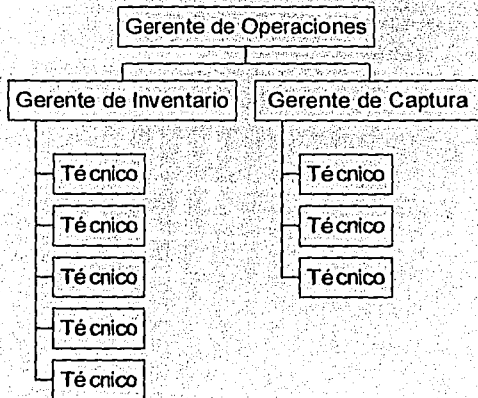 Gerente de Operaciones
Gerente de Inventario
Gerente de Captura
Técnico
Técnico
Técnico
Técnico
Técnico
Técnico
Técnico
Técnico